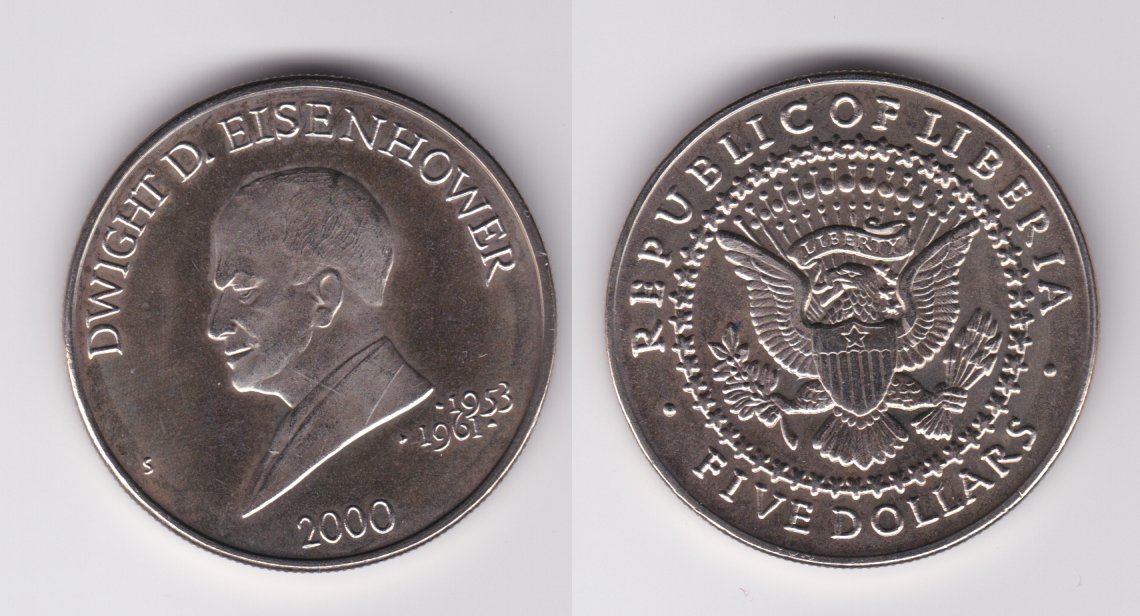 DWIGHT D. EISENHOWER
·1953
·1961·
S
2000
REPUBLIC OF LIBERIA
LIBERTY
· FIVE DOLLARS ·